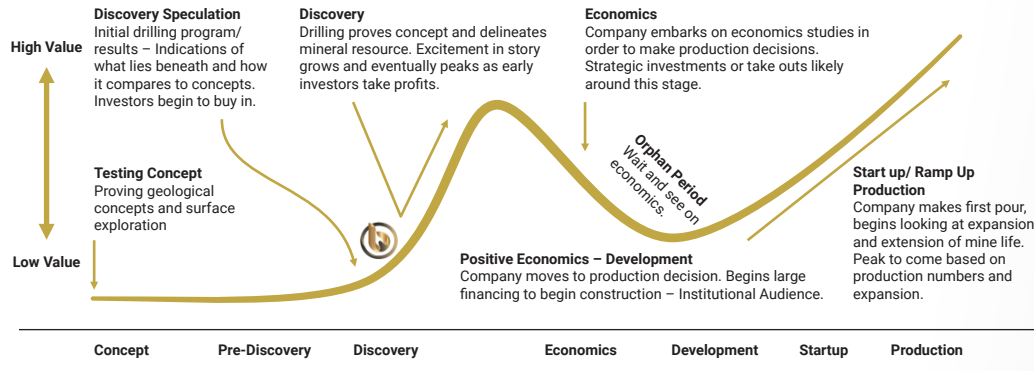 High Value
Low Value
Discovery Speculation
Initial drilling program/
results – Indications of
what lies beneath and how
it compares to concepts.
Investors begin to buy in.
Testing Concept
Proving geological
concepts and surface
exploration
Discovery
Drilling proves concept and delineates
mineral resource. Excitement in story
grows and eventually peaks as early
investors take profits.
Economics
Company embarks on economics studies in
order to make production decisions.
Strategic investments or take outs likely
around this stage.
Orphan Period
Wait and see on
economics.
Positive Economics – Development
Company moves to production decision. Begins large
financing to begin construction – Institutional Audience.
Start up/ Ramp Up
Production
Company makes first pour,
begins looking at expansion
and extension of mine life.
Peak to come based on
production numbers and
expansion.
Concept
Pre-Discovery
Discovery
Economics
Development
Startup
Production